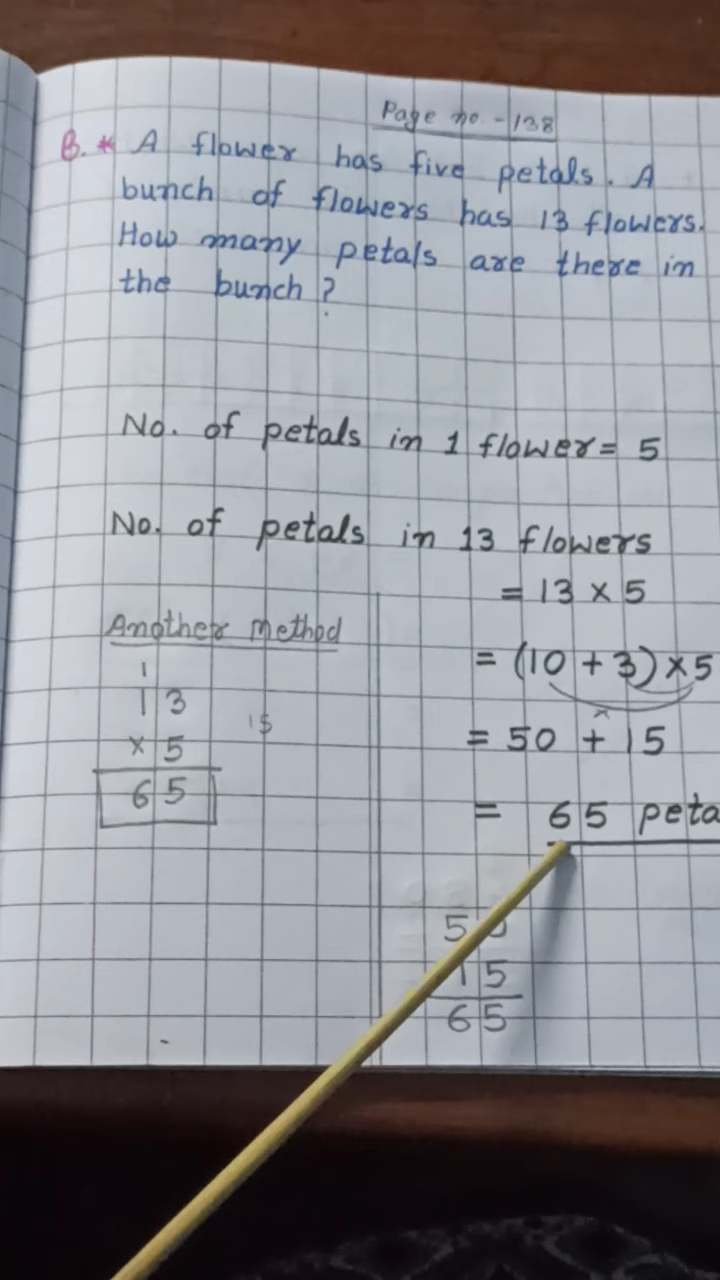 Page no. - 138
B. * A flower has five petals. A
bunch of flowers has 13 flowers.
How many petals are there in
the bunch?
No. of petals in 1 flower = 5
No. of petals in 13 flowers
= 13 × 5
= (10 + 3) × 5
= 50 + 15
= 65 peta
Another Method
1
13
× 5
65
15
50
15
65